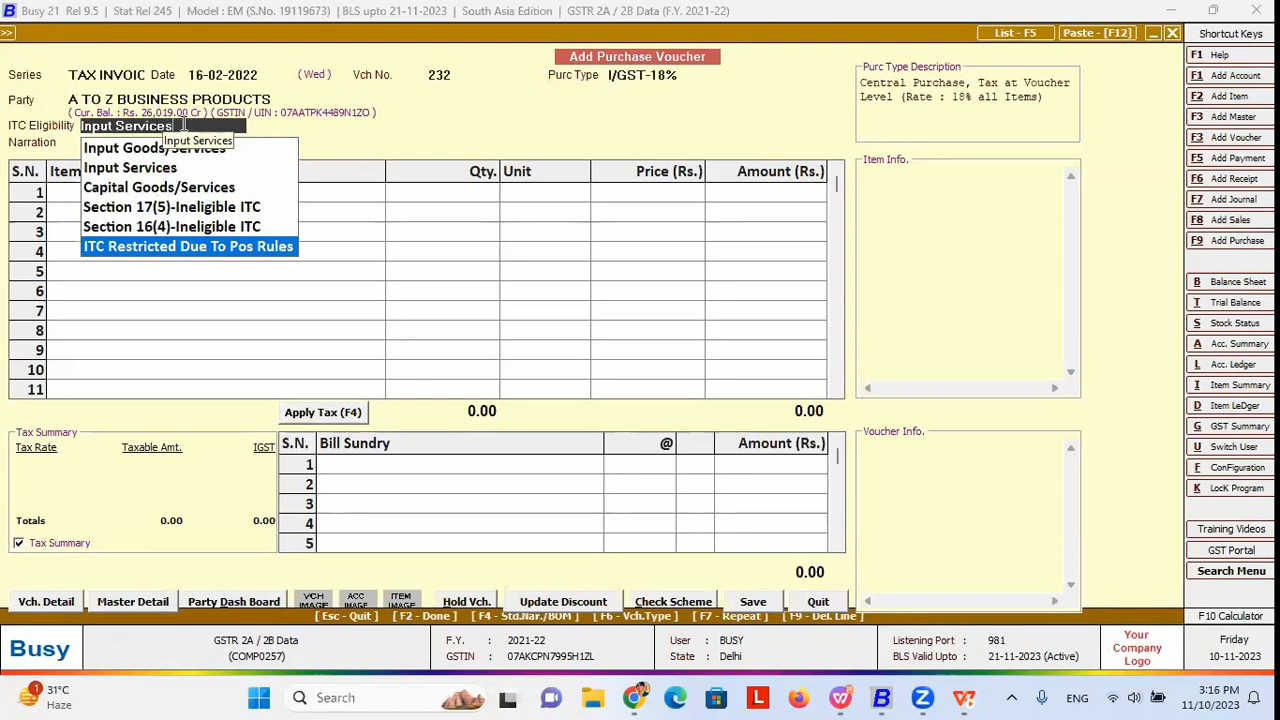 Busy 21 Rel 9.5 | Stat Rel 245 | Model : EM (S.No. 19119673) | BLS upto 21-11-2023 | South Asia Edition | GSTR 2A / 2B Data (F.Y. 2021-22)
>> List - F5 Paste - [F12] Shortcut Keys
Add Purchase Voucher
Series TAX INVOIC Date 16-02-2022 (Wed) Vch No. 232 Purc Type I/GST-18%
Party A TO Z BUSINESS PRODUCTS
(Cur. Bal. : Rs. 26,019.00 Cr) (GSTIN / UIN : 07AATPK4489N1ZO)
ITC Eligibility Input Services
Input Services
Narration
Input Goods/Services
Input Services
Capital Goods/Services
Section 17(5)-Ineligible ITC
Section 16(4)-Ineligible ITC
ITC Restricted Due To Pos Rules
Purc Type Description
Central Purchase, Tax at Voucher
Level (Rate : 18% all Items)
S.N. Item Qty. Unit Price (Rs.) Amount (Rs.)
1
2
3
4
5
6
7
8
9
10
11
Item Info.
Apply Tax (F4) 0.00 0.00
Tax Summary
Tax Rate Taxable Amt. IGST
Totals 0.00 0.00
Tax Summary
S.N. Bill Sundry @ Amount (Rs.)
1
2
3
4
5
0.00
Voucher Info.
Vch. Detail Master Detail Party Dash Board VCH IMAGE ACC IMAGE ITEM IMAGE Hold Vch. Update Discount Check Scheme Save Quit
[ Esc - Quit ] [ F2 - Done ] [ F4 - Std.Nar./BOM ] [ F6 - Vch.Type ] [ F7 - Repeat ] [ F9 - Del. Line ]
F1 Help
F1 Add Account
F2 Add Item
F3 Add Master
F3 Add Voucher
F5 Add Payment
F6 Add Receipt
F7 Add Journal
F8 Add Sales
F9 Add Purchase
B Balance Sheet
T Trial Balance
S Stock Status
A Acc. Summary
L Acc. Ledger
I Item Summary
D Item LeDger
G GST Summary
U Switch User
F ConFiguration
K LocK Program
Training Videos
GST Portal
Search Menu
F10 Calculator
Busy
GSTR 2A / 2B Data
(COMP0257)
F.Y. : 2021-22
GSTIN : 07AKCPN7995H1ZL
User : BUSY
State : Delhi
Listening Port : 981
BLS Valid Upto : 21-11-2023 (Active)
Your
Company
Logo
Friday
10-11-2023
1
31°C
Haze
Search
ENG
3:16 PM
11/10/2023